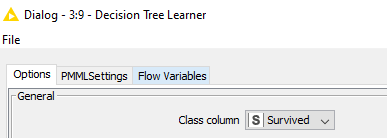 Dialog - 3:9 - Decision Tree Learner
File
Options PMMLSettings Flow Variables
General
Class column S Survived